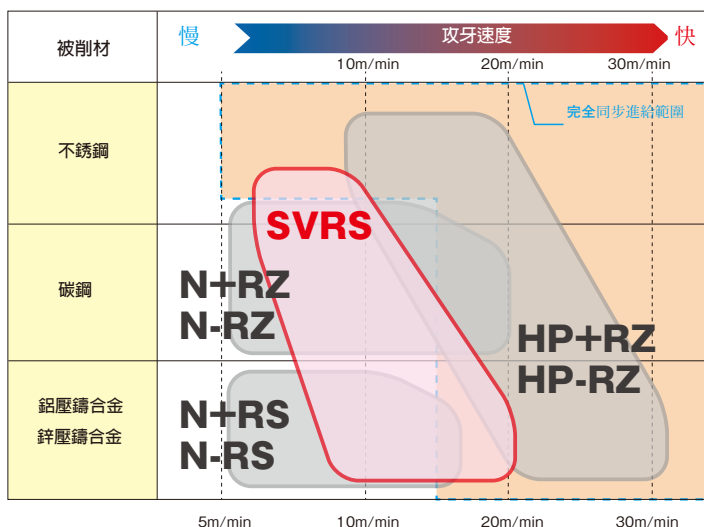 被削材
慢
攻牙速度
快
10m/min
20m/min
30m/min
完全同步進給範圍
不銹鋼
SVRS
碳鋼
N+RZ
N-RZ
HP+RZ
HP-RZ
鋁壓鑄合金
鋅壓鑄合金
N+RS
N-RS
5m/min
10m/min
20m/min
30m/min